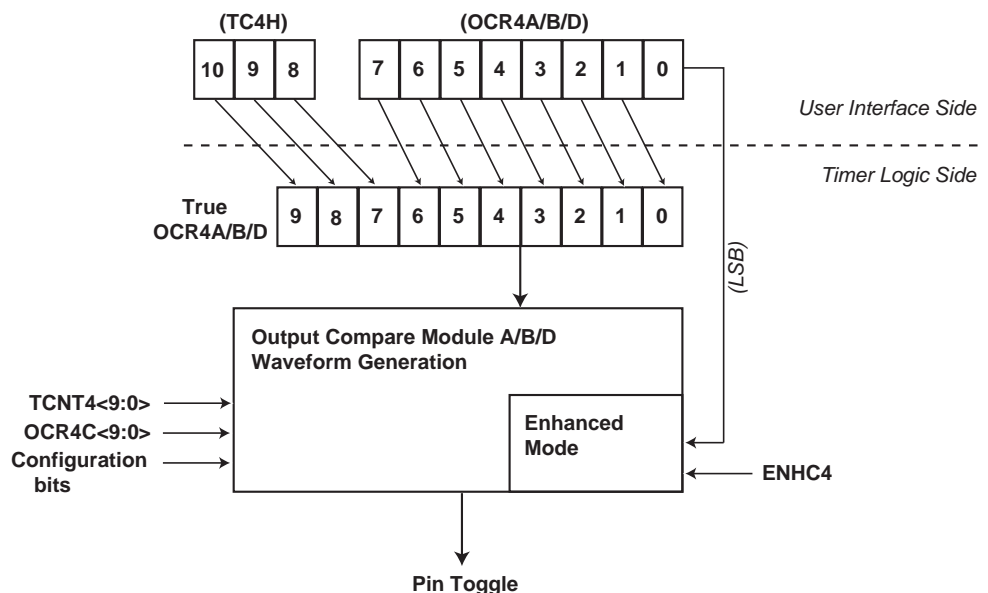 (TC4H) (OCR4A/B/D)
10 9 8 7 6 5 4 3 2 1 0
User Interface Side
Timer Logic Side
True
OCR4A/B/D
9 8 7 6 5 4 3 2 1 0
(LSB)
Output Compare Module A/B/D
Waveform Generation
Enhanced
Mode
TCNT4<9:0>
OCR4C<9:0>
Configuration
bits
ENHC4
Pin Toggle